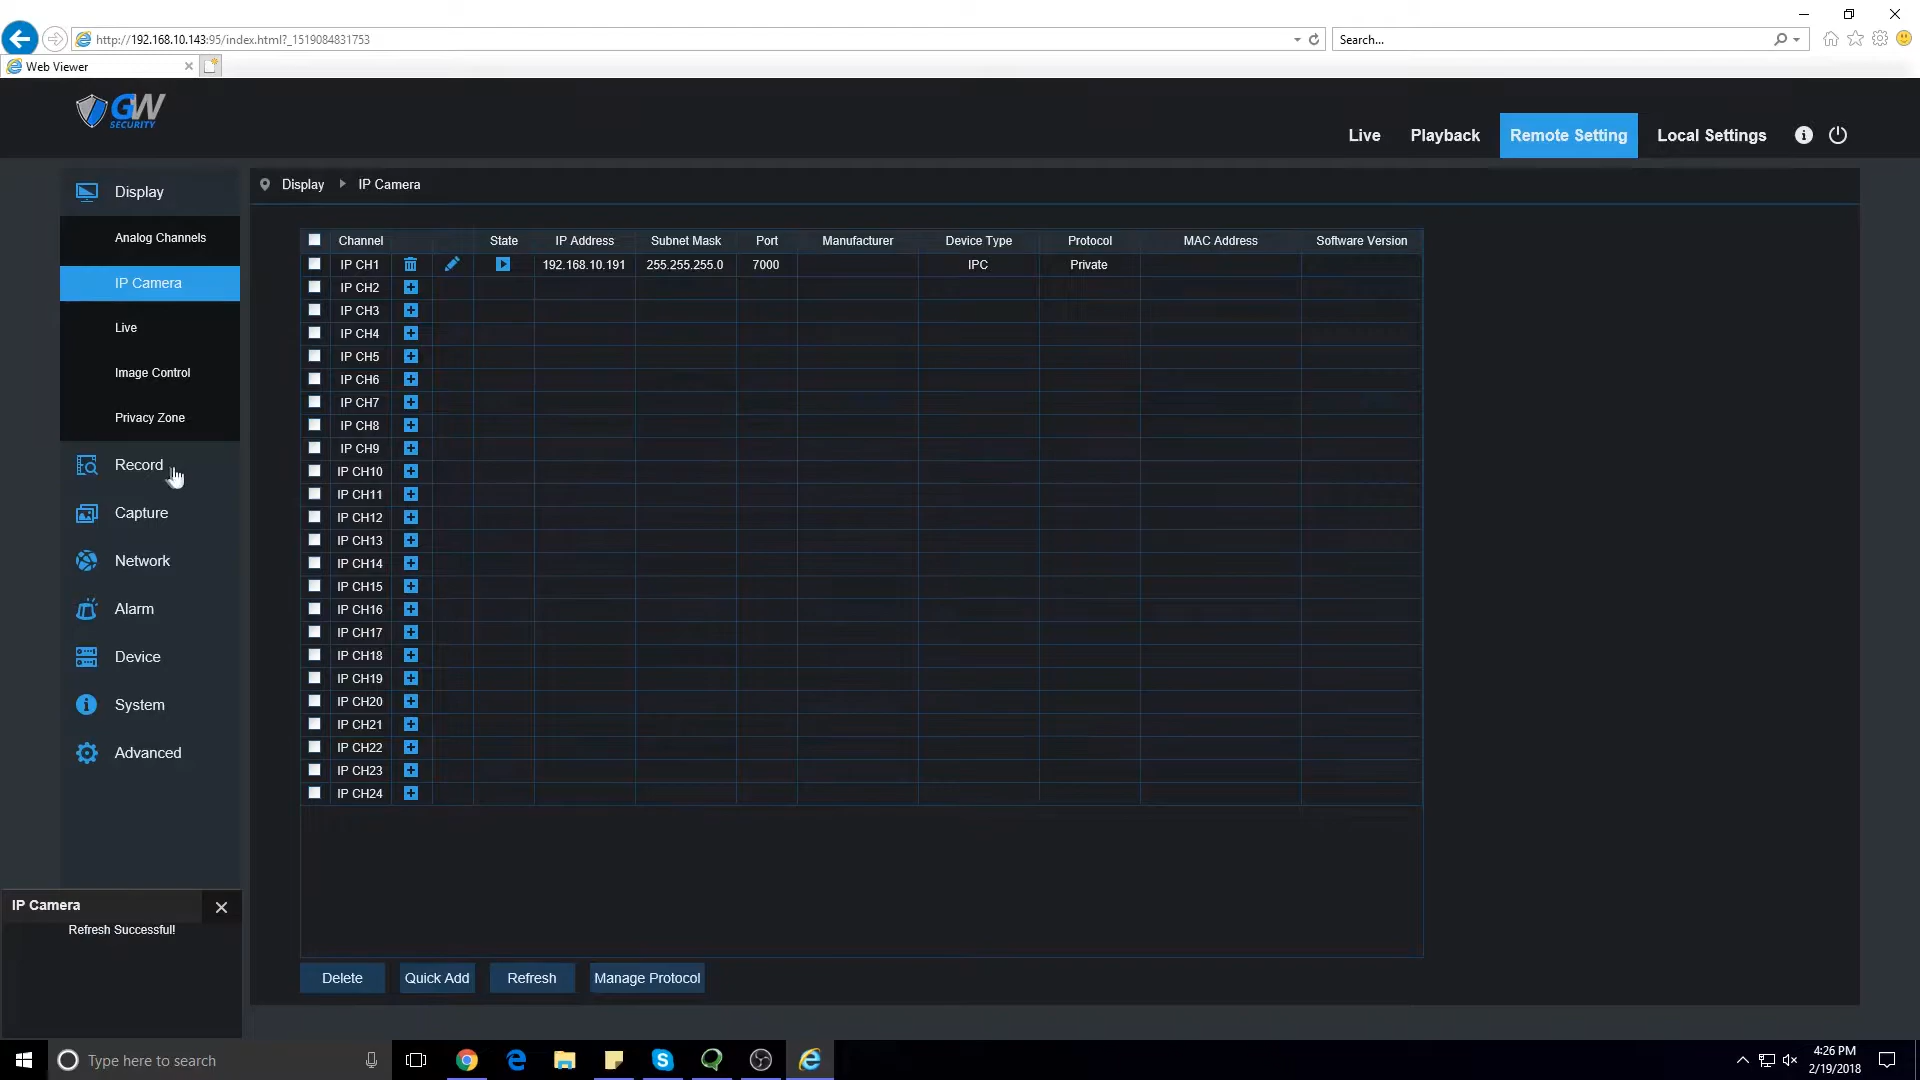 http://192.168.10.143:95/index.html?_1519084831753
Search...
Web Viewer
GW
SECURITY
Live
Playback
Remote Setting
Local Settings
Display
Analog Channels
IP Camera
Live
Image Control
Privacy Zone
Record
Capture
Network
Alarm
Device
System
Advanced
Display IP Camera
Channel State IP Address Subnet Mask Port Manufacturer Device Type Protocol MAC Address Software Version
IP CH1 192.168.10.191 255.255.255.0 7000 IPC Private
IP CH2
IP CH3
IP CH4
IP CH5
IP CH6
IP CH7
IP CH8
IP CH9
IP CH10
IP CH11
IP CH12
IP CH13
IP CH14
IP CH15
IP CH16
IP CH17
IP CH18
IP CH19
IP CH20
IP CH21
IP CH22
IP CH23
IP CH24
Delete
Quick Add
Refresh
Manage Protocol
IP Camera
Refresh Successful!
Type here to search
4:26 PM
2/19/2018